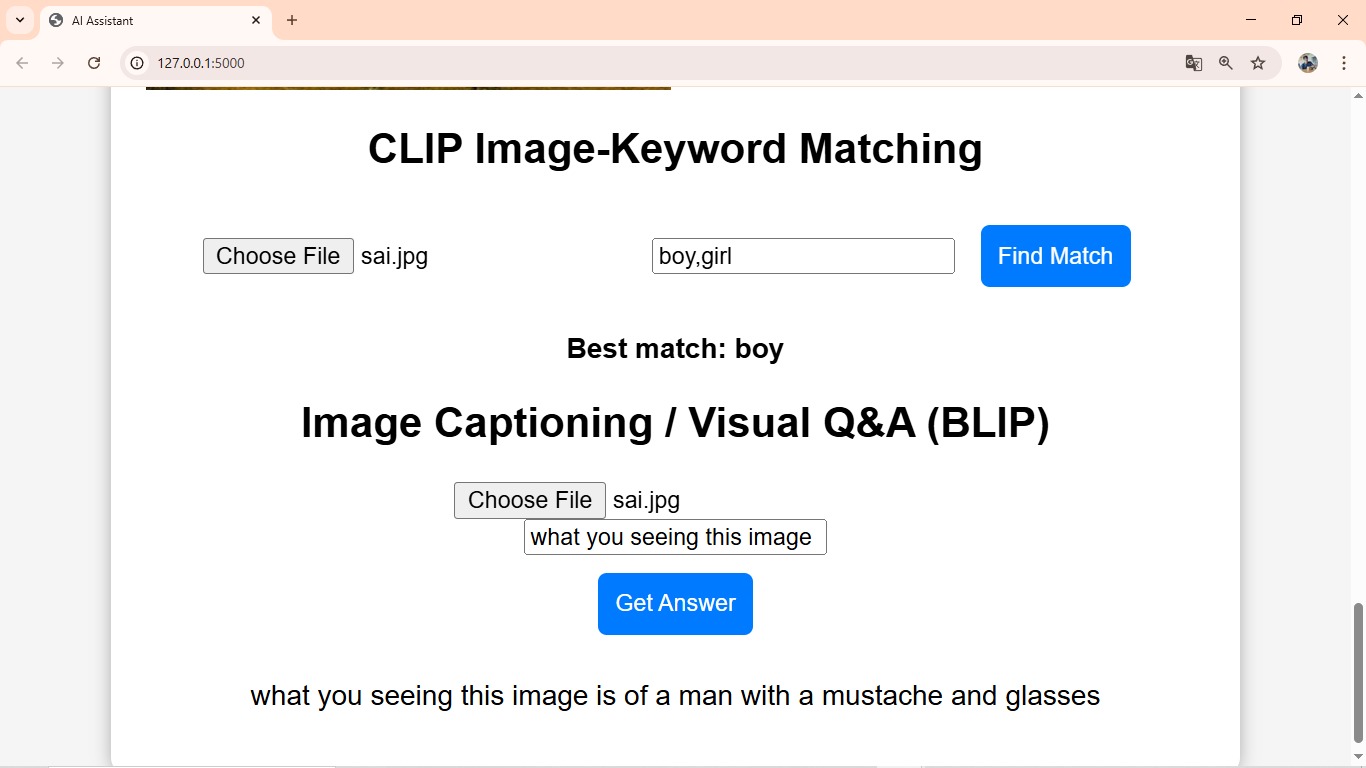 AI Assistant
127.0.0.1:5000
CLIP Image-Keyword Matching
Choose File sai.jpg boy,girl Find Match
Best match: boy
Image Captioning / Visual Q&A (BLIP)
Choose File sai.jpg
what you seeing this image
Get Answer
what you seeing this image is of a man with a mustache and glasses